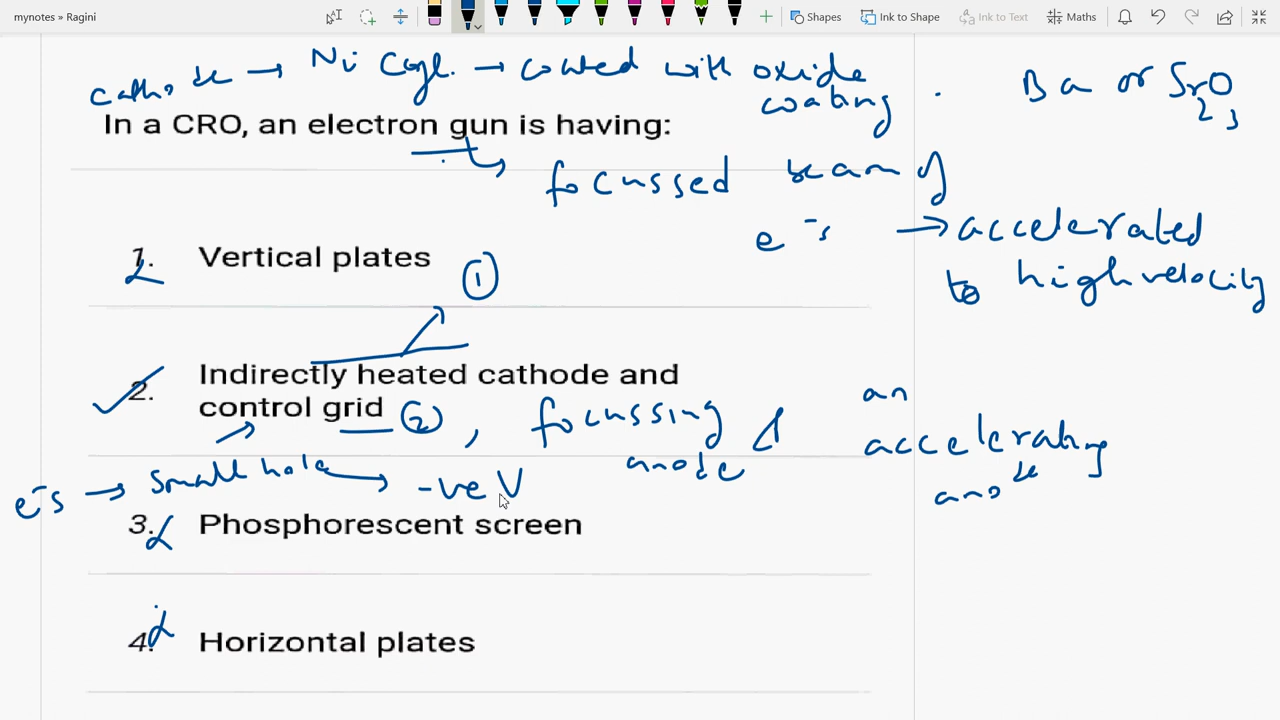 mynotes » Ragini
Shapes
Ink to Shape
Ink to Text
Maths
Ni Cyl. → coated with oxide
coating
Ba or SrO
In a CRO, an electron gun is having:
focussed beam of
e⁻s → accelerated
to high velocity
1. Vertical plates
①
2. Indirectly heated cathode and
control grid ② , focussing &
anode
an
accelerating
e⁻s → small hole → -ve V
3. Phosphorescent screen
4. Horizontal plates